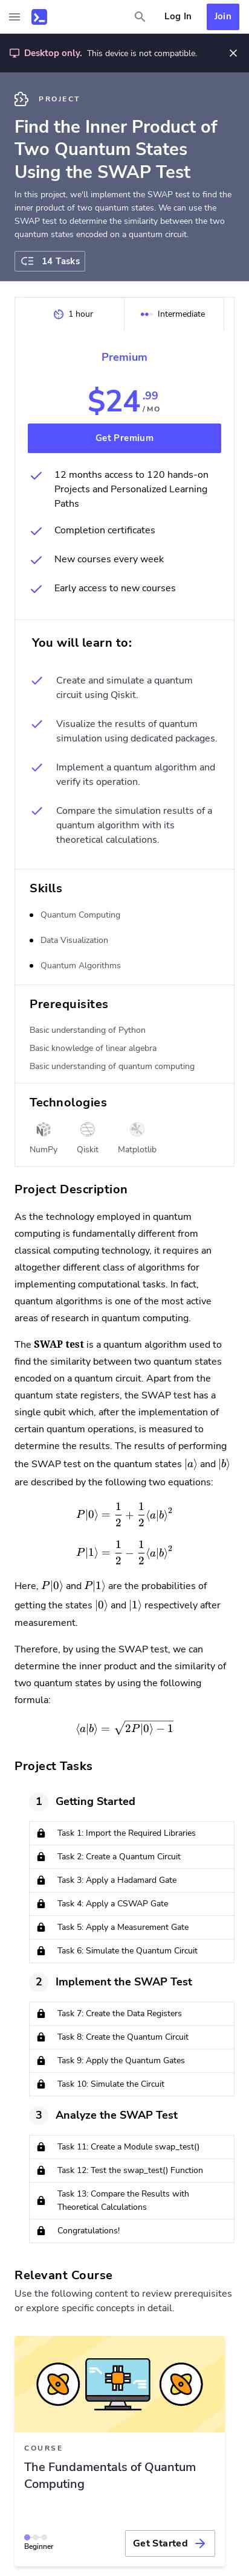 Log In
Join
Desktop only. This device is not compatible.
PROJECT
Find the Inner Product of
Two Quantum States
Using the SWAP Test
In this project, we'll implement the SWAP test to find the
inner product of two quantum states. We can use the
SWAP test to determine the similarity between the two
quantum states encoded on a quantum circuit.
14 Tasks
1 hour
Intermediate
Premium
$24.99 / MO
Get Premium
12 months access to 120 hands-on
Projects and Personalized Learning
Paths
Completion certificates
New courses every week
Early access to new courses
You will learn to:
Create and simulate a quantum
circuit using Qiskit.
Visualize the results of quantum
simulation using dedicated packages.
Implement a quantum algorithm and
verify its operation.
Compare the simulation results of a
quantum algorithm with its
theoretical calculations.
Skills
Quantum Computing
Data Visualization
Quantum Algorithms
Prerequisites
Basic understanding of Python
Basic knowledge of linear algebra
Basic understanding of quantum computing
Technologies
NumPy
Qiskit
Matplotlib
Project Description
As the technology employed in quantum
computing is fundamentally different from
classical computing technology, it requires an
altogether different class of algorithms for
implementing computational tasks. In fact,
quantum algorithms is one of the most active
areas of research in quantum computing.
The SWAP test is a quantum algorithm used to
find the similarity between two quantum states
encoded on a quantum circuit. Apart from the
quantum state registers, the SWAP test has a
single qubit which, after the implementation of
certain quantum operations, is measured to
determine the results. The results of performing
the SWAP test on the quantum states |a⟩ and |b⟩
are described by the following two equations:
P|0⟩ = 1/2 + 1/2⟨a|b⟩²
P|1⟩ = 1/2 − 1/2⟨a|b⟩²
Here, P|0⟩ and P|1⟩ are the probabilities of
getting the states |0⟩ and |1⟩ respectively after
measurement.
Therefore, by using the SWAP test, we can
determine the inner product and the similarity of
two quantum states by using the following
formula:
⟨a|b⟩ = √(2P|0⟩ − 1)
Project Tasks
1 Getting Started
Task 1: Import the Required Libraries
Task 2: Create a Quantum Circuit
Task 3: Apply a Hadamard Gate
Task 4: Apply a CSWAP Gate
Task 5: Apply a Measurement Gate
Task 6: Simulate the Quantum Circuit
2 Implement the SWAP Test
Task 7: Create the Data Registers
Task 8: Create the Quantum Circuit
Task 9: Apply the Quantum Gates
Task 10: Simulate the Circuit
3 Analyze the SWAP Test
Task 11: Create a Module swap_test()
Task 12: Test the swap_test() Function
Task 13: Compare the Results with
Theoretical Calculations
Congratulations!
Relevant Course
Use the following content to review prerequisites
or explore specific concepts in detail.
COURSE
The Fundamentals of Quantum
Computing
Beginner
Get Started